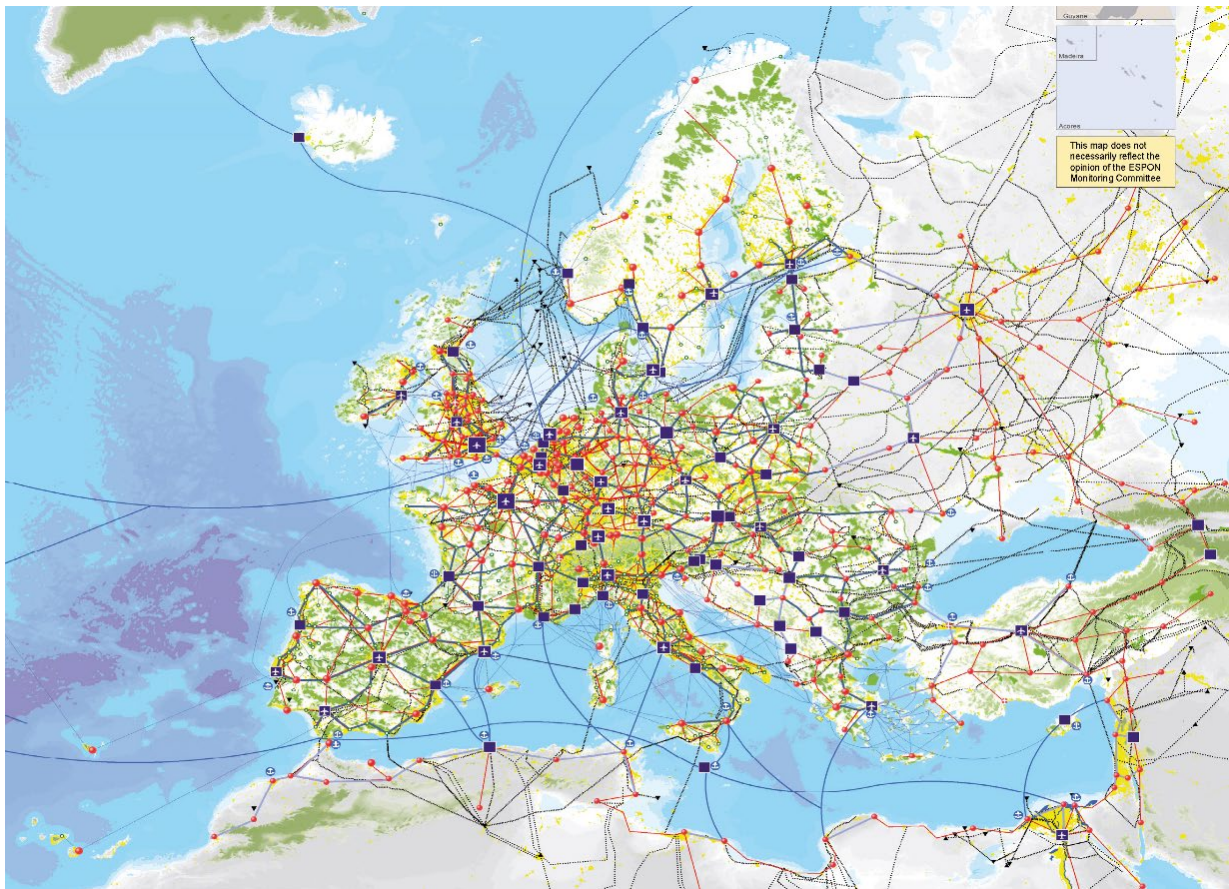 Guyane
Madeira
Açores
This map does not
necessarily reflect the
opinion of the ESPON
Monitoring Committee